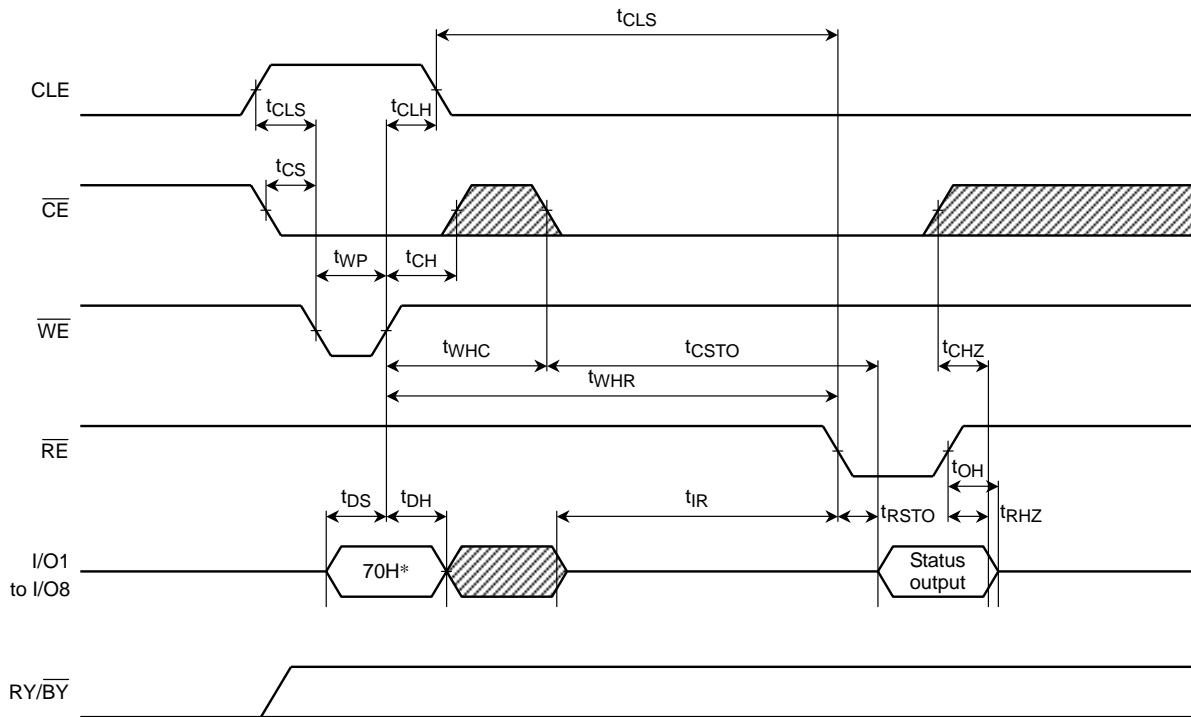 tCLS
CLE
tCLS
tCLH
tCS
CE
tWP
tCH
WE
tWHC
tCSTO
tCHZ
tWHR
RE
tOH
tDS
tDH
tIR
tRSTO
tRHZ
I/O1
to I/O8
70H*
Status
output
RY/BY